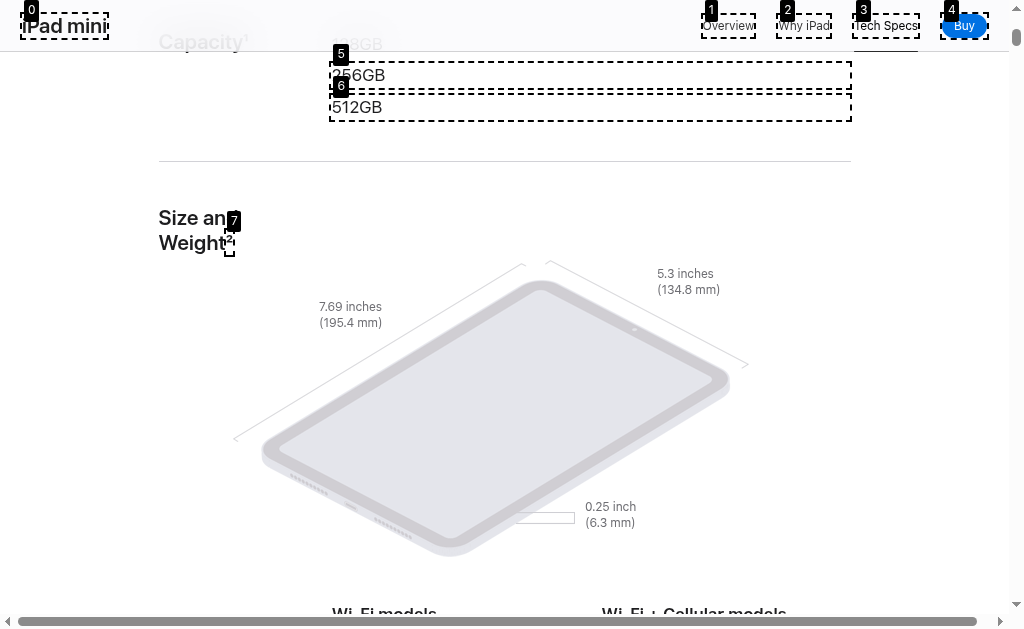 0
iPad mini
1
Overview
2
Why iPad
3
Tech Specs
4
Buy
Capacity¹
128GB
5
256GB
6
512GB
Size and
7
Weight²
7.69 inches
(195.4 mm)
5.3 inches
(134.8 mm)
0.25 inch
(6.3 mm)
Wi-Fi models
Wi-Fi + Cellular models